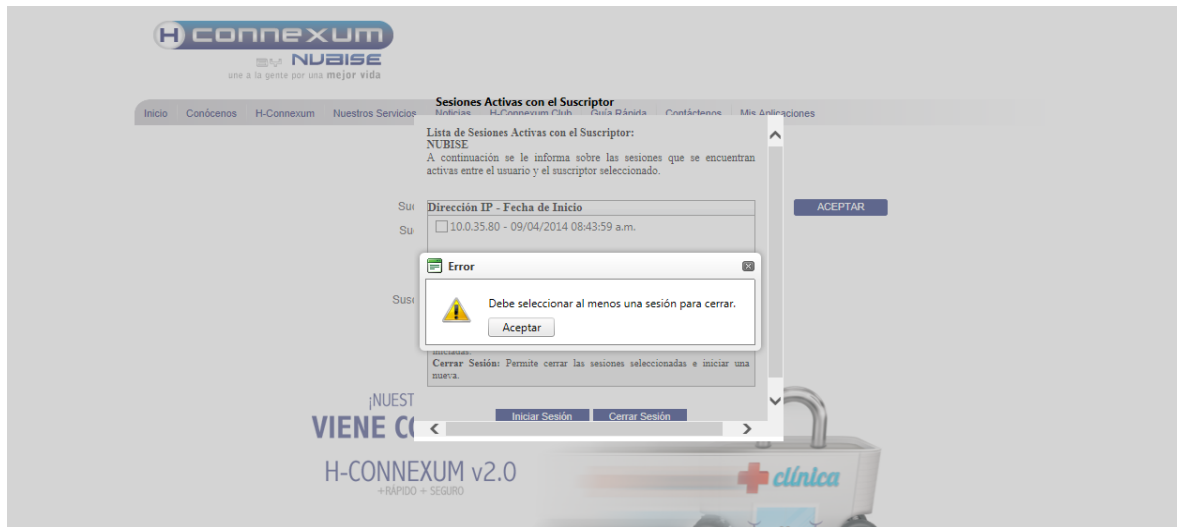 H connexum
NUBISE
une a la gente por una mejor vida
Sesiones Activas con el Suscriptor
Inicio Conócenos H-Connexum Nuestros Servicios Noticias H-Connexum Club Guía Rápida Contáctenos Mis Aplicaciones
Lista de Sesiones Activas con el Suscriptor:
NUBISE
A continuación se le informa sobre las sesiones que se encuentran
activas entre el usuario y el suscriptor seleccionado.
Dirección IP - Fecha de Inicio
ACEPTAR
10.0.35.80 - 09/04/2014 08:43:59 a.m.
Error
Debe seleccionar al menos una sesión para cerrar.
Aceptar
Cerrar Sesión: Permite cerrar las sesiones seleccionadas e iniciar una
nueva.
Iniciar Sesión Cerrar Sesión
¡NUEST
VIENE CO
H-CONNEXUM v2.0
+RÁPIDO + SEGURO
clínica